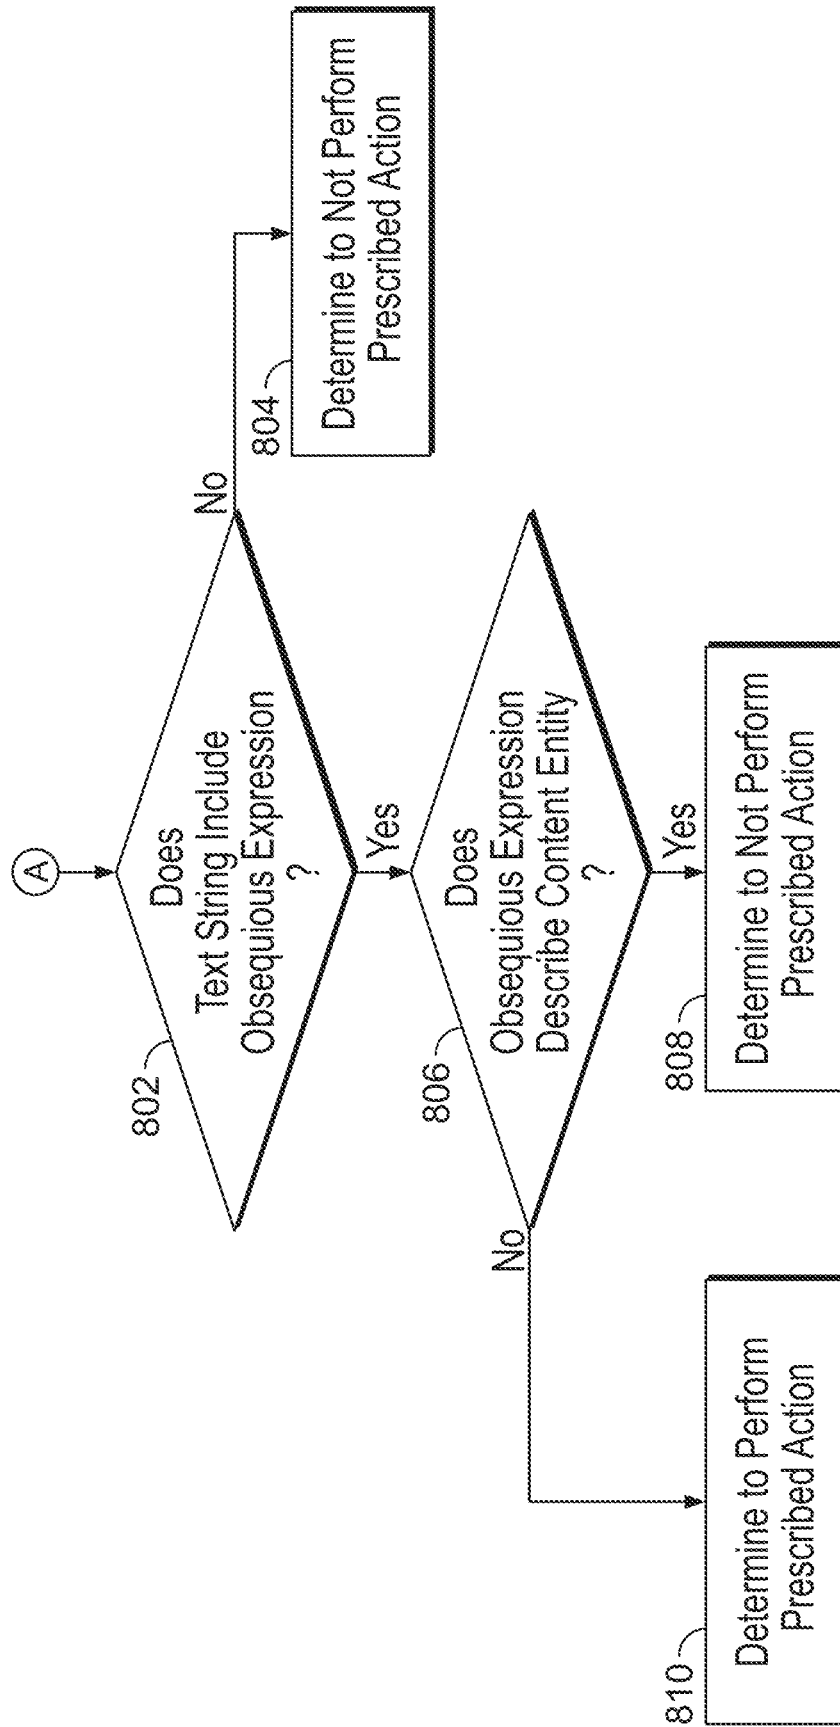 A
802
Does
Text String Include
Obsequious Expression
?
No
804
Determine to Not Perform
Prescribed Action
Yes
806
Does
Obsequious Expression
Describe Content Entity
?
No
Yes
810
Determine to Perform
Prescribed Action
808
Determine to Not Perform
Prescribed Action